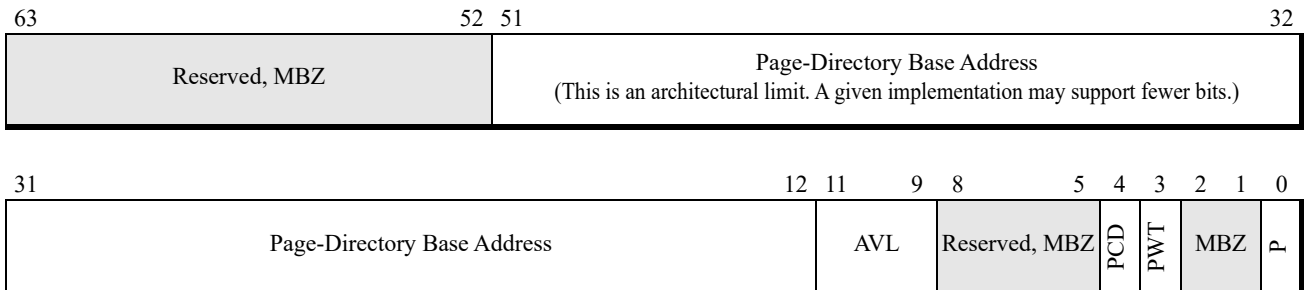 63 52 51 32
Reserved, MBZ
Page-Directory Base Address
(This is an architectural limit. A given implementation may support fewer bits.)
31 12 11 9 8 5 4 3 2 1 0
Page-Directory Base Address AVL Reserved, MBZ PCD PWT MBZ P